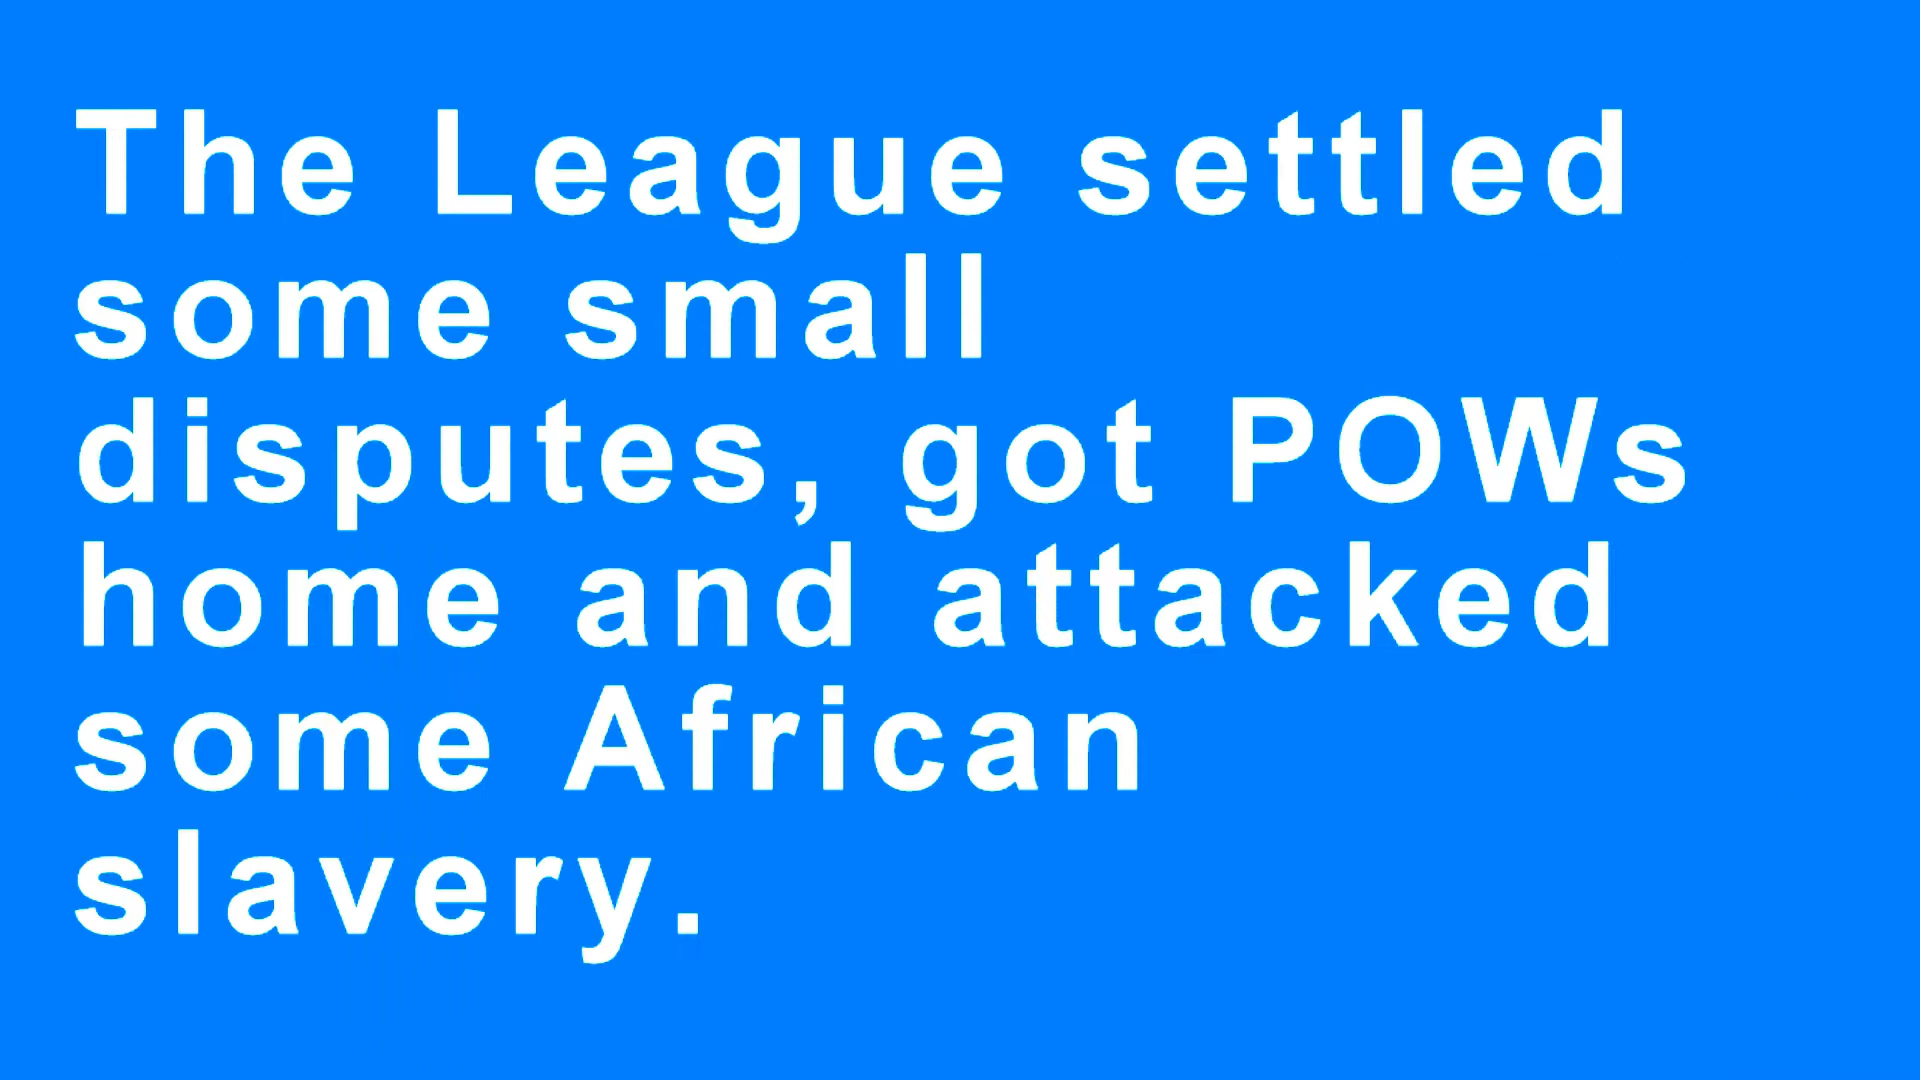 The League settled
some small
disputes, got POWs
home and attacked
some African
slavery.